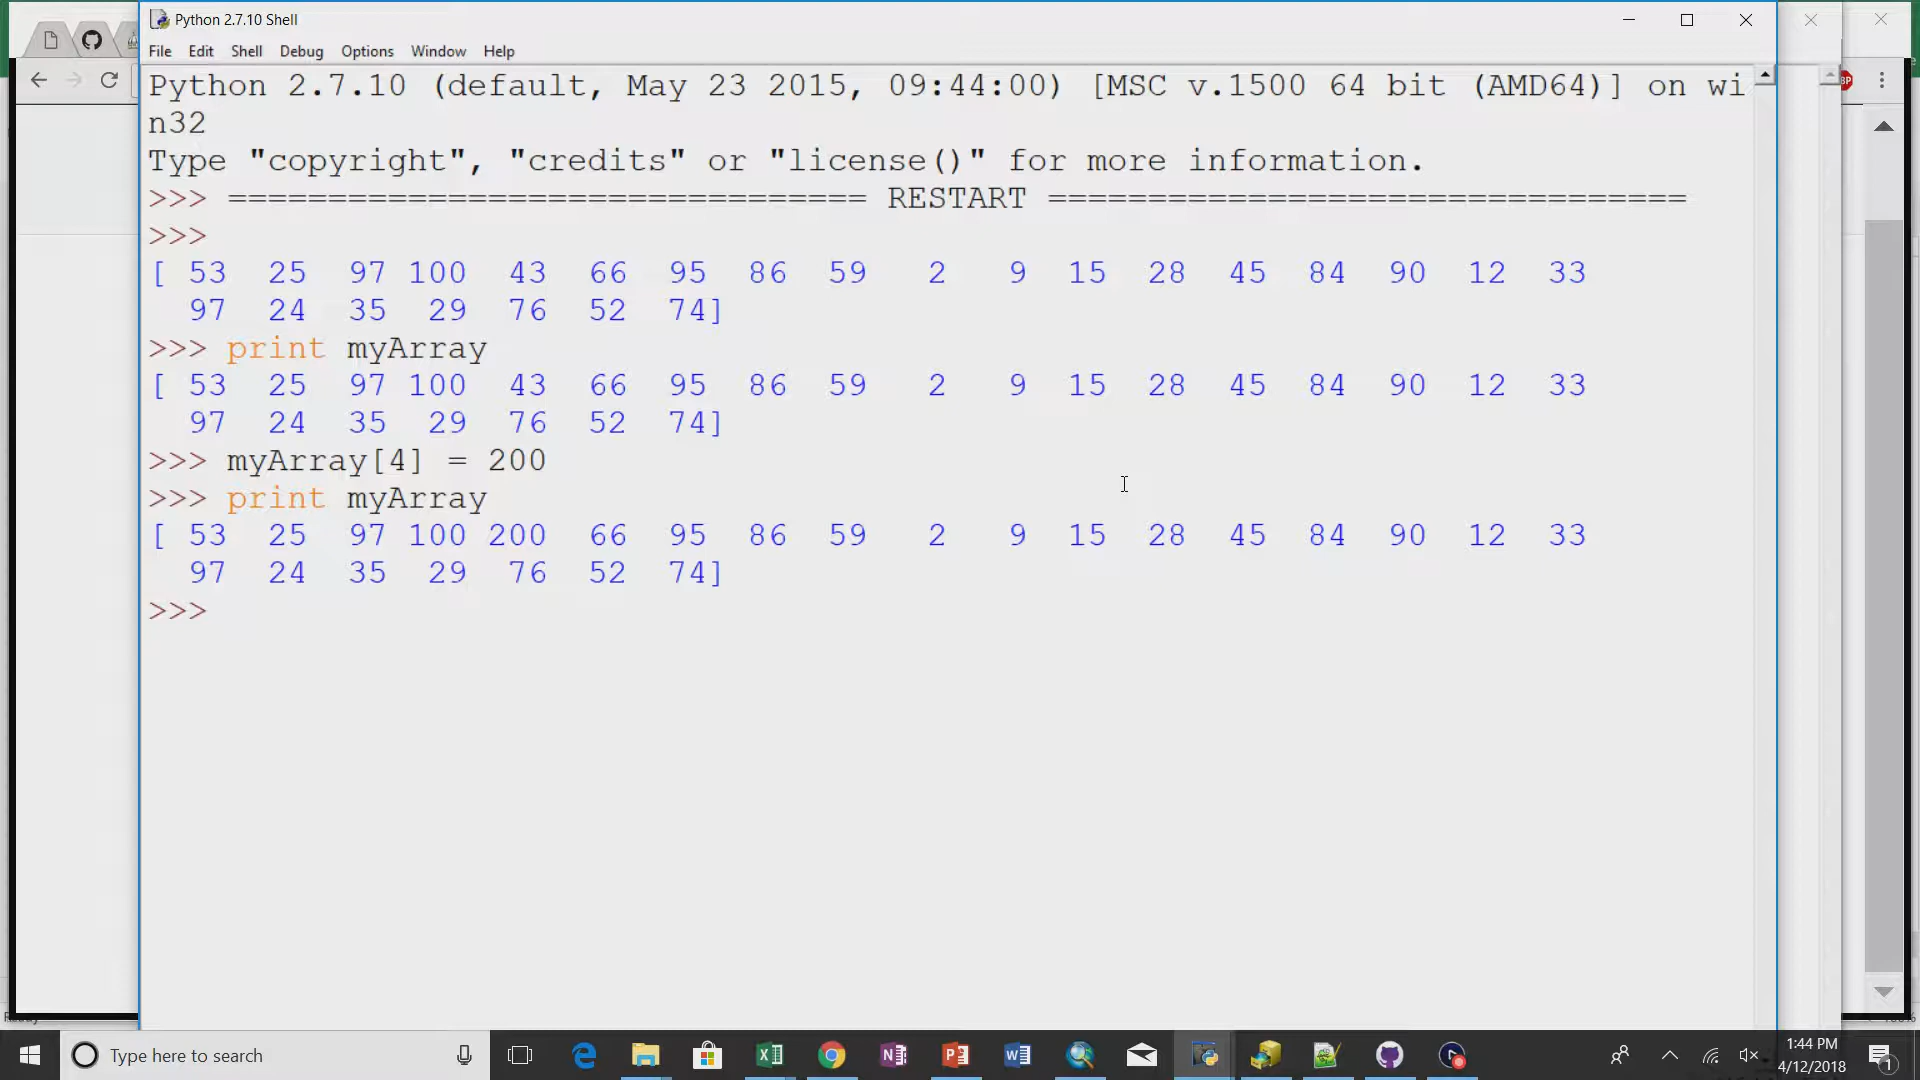 Python 2.7.10 Shell
File Edit Shell Debug Options Window Help
Python 2.7.10 (default, May 23 2015, 09:44:00) [MSC v.1500 64 bit (AMD64)] on wi
n32
Type "copyright", "credits" or "license()" for more information.
>>> ================================ RESTART ================================
>>>
[ 53 25 97 100 43 66 95 86 59 2 9 15 28 45 84 90 12 33
97 24 35 29 76 52 74]
>>> print myArray
[ 53 25 97 100 43 66 95 86 59 2 9 15 28 45 84 90 12 33
97 24 35 29 76 52 74]
>>> myArray[4] = 200
>>> print myArray
[ 53 25 97 100 200 66 95 86 59 2 9 15 28 45 84 90 12 33
97 24 35 29 76 52 74]
>>>
Type here to search
1:44 PM
4/12/2018
1